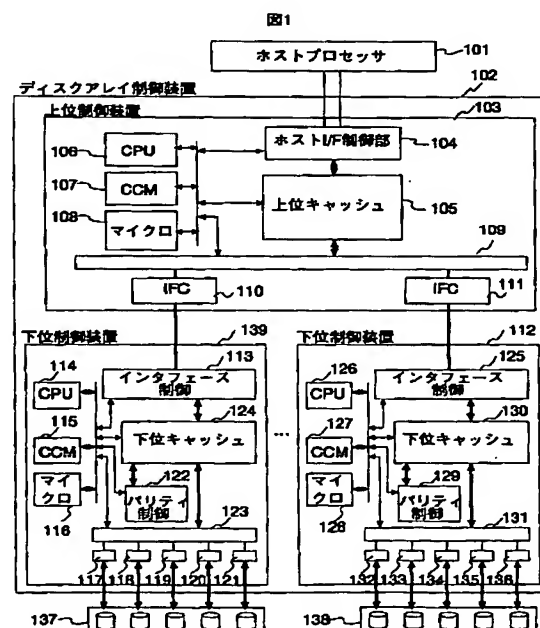 図1
ホストプロセッサ
101
ディスクアレイ制御装置
102
上位制御装置
103
106
CPU
ホストI/F制御部
104
107
CCM
上位キャッシュ
105
108
マイクロ
109
IFC
110
IFC
111
下位制御装置
139
下位制御装置
112
114
CPU
113
インタフェース
制御
126
CPU
125
インタフェース
制御
115
CCM
124
下位キャッシュ
127
CCM
130
下位キャッシュ
…
マイク
ロ
116
122
パリティ
制御
マイク
ロ
128
129
パリティ
制御
123
131
117
118
119
120
121
132
133
134
135
136
137
138